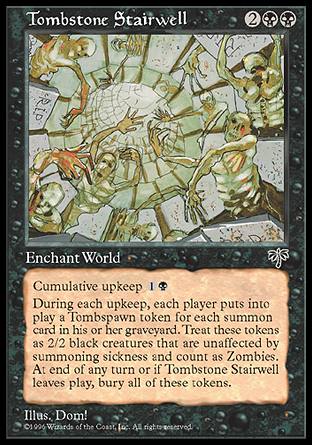 Tombstone Stairwell 2
RIP
Enchant World
Cumulative upkeep 1
During each upkeep, each player puts into
play a Tombspawn token for each summon
card in his or her graveyard. Treat these tokens
as 2/2 black creatures that are unaffected by
summoning sickness and count as Zombies.
At end of any turn or if Tombstone Stairwell
leaves play, bury all of these tokens.
Illus. Dom!
©1996 Wizards of the Coast, Inc. All rights reserved.